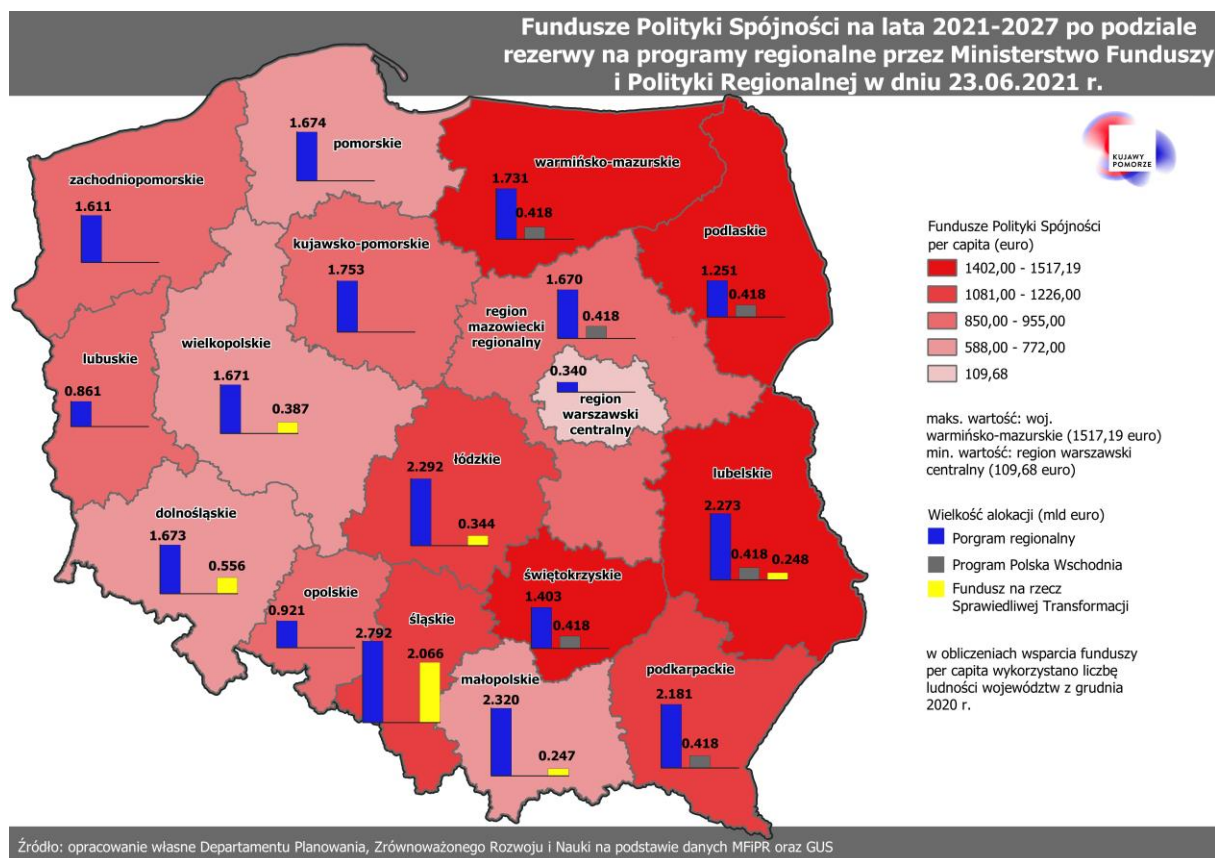 Fundusze Polityki Spójności na lata 2021-2027 po podziale
rezerwy na programy regionalne przez Ministerstwo Funduszy
i Polityki Regionalnej w dniu 23.06.2021 r.
KUJAWY
POMORZE
pomorskie
1.674
zachodniopomorskie
1.611
warmińsko-mazurskie
1.731
0.418
podlaskie
1.251
0.418
kujawsko-pomorskie
1.753
region
mazowiecki
regionalny
1.670
0.418
0.340
region
warszawski
centralny
lubuskie
0.861
wielkopolskie
1.671
0.387
łódzkie
2.292
0.344
lubelskie
2.273
0.418
0.248
dolnośląskie
1.673
0.556
opolskie
0.921
śląskie
2.792
2.066
świętokrzyskie
1.403
0.418
małopolskie
2.320
0.247
podkarpackie
2.181
0.418
Fundusze Polityki Spójności
per capita (euro)
1402,00 - 1517,19
1081,00 - 1226,00
850,00 - 955,00
588,00 - 772,00
109,68
maks. wartość: woj.
warmińsko-mazurskie (1517,19 euro)
min. wartość: region warszawski
centralny (109,68 euro)
Wielkość alokacji (mld euro)
Porgram regionalny
Program Polska Wschodnia
Fundusz na rzecz
Sprawiedliwej Transformacji
w obliczeniach wsparcia funduszy
per capita wykorzystano liczbę
ludności województw z grudnia
2020 r.
Źródło: opracowanie własne Departamentu Planowania, Zrównoważonego Rozwoju i Nauki na podstawie danych MFiPR oraz GUS